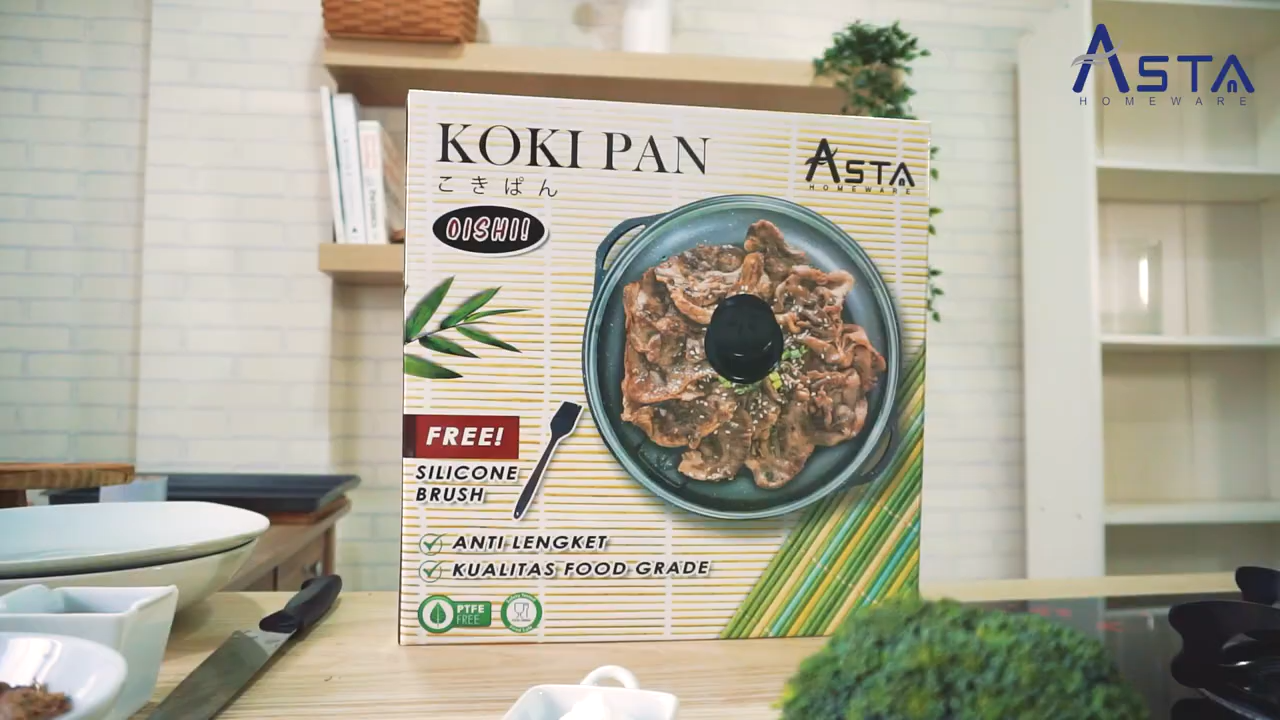 ASTA
HOMEWARE
KOKI PAN
こきぱん
ASTA
HOMEWARE
OISHII!
FREE!
SILICONE
BRUSH
ANTI LENGKET
KUALITAS FOOD GRADE
PTFE
FREE